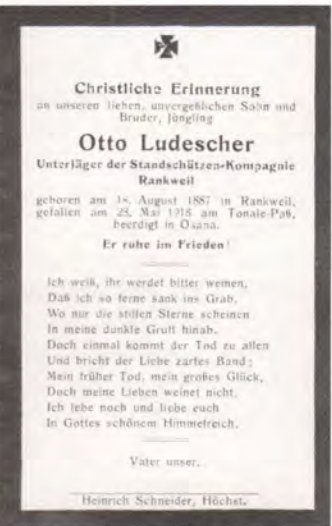 Christliche Erinnerung
an unseren lieben, unvergeßlichen Sohn und
Bruder, Jüngling
Otto Ludescher
Unterjäger der Standschützen-Kompagnie
Rankweil
geboren am 18. August 1887 in Rankweil,
gefallen am 23. Mai 1918 am Tonale-Paß,
beerdigt in Osana.
Er ruhe im Frieden!
Ich weiß, ihr werdet bitter weinen,
Daß ich so ferne sank ins Grab,
Wo nur die stillen Sterne scheinen
In meine dunkle Gruft hinab.
Doch einmal kommt der Tod zu allen
Und bricht der Liebe zartes Band;
Mein früher Tod, mein großes Glück,
Doch meine Lieben weinet nicht,
Ich lebe noch und liebe euch
In Gottes schönem Himmelreich.
Vater unser.
Heinrich Schneider, Höchst.